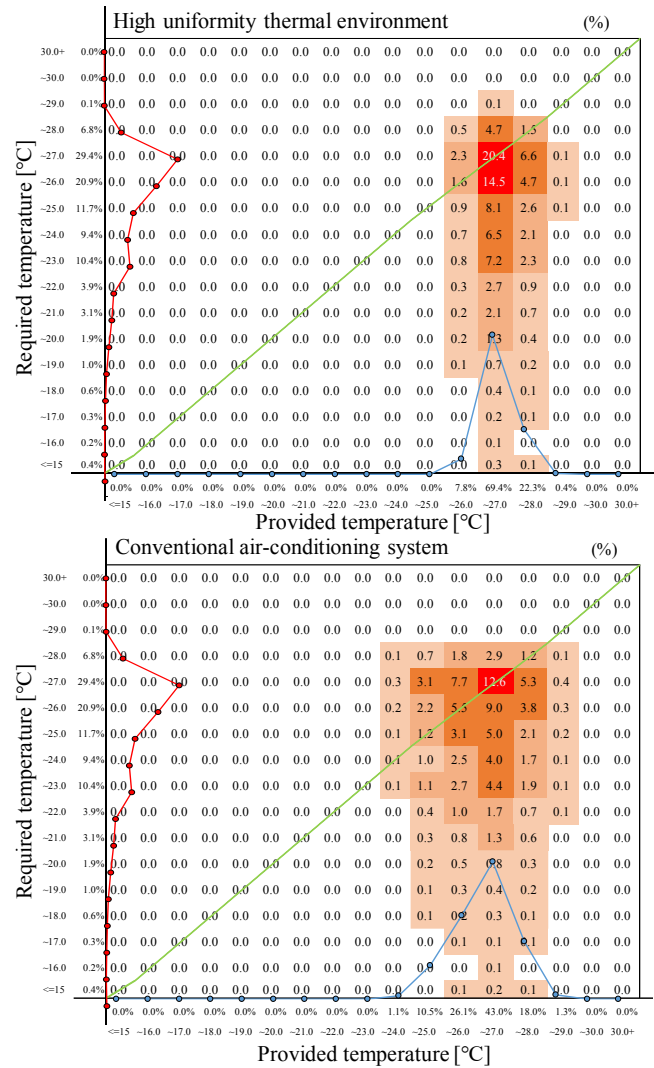 High uniformity thermal environment (%)
30.0+ 0.0% 0.0 0.0 0.0 0.0 0.0 0.0 0.0 0.0 0.0 0.0 0.0 0.0 0.0 0.0 0.0 0.0 0.0
~30.0 0.0% 0.0 0.0 0.0 0.0 0.0 0.0 0.0 0.0 0.0 0.0 0.0 0.0 0.0 0.0 0.0 0.0 0.0
~29.0 0.1% 0.0 0.0 0.0 0.0 0.0 0.0 0.0 0.0 0.0 0.0 0.0 0.0 0.1 0.0 0.0 0.0 0.0
~28.0 6.8% 0.0 0.0 0.0 0.0 0.0 0.0 0.0 0.0 0.0 0.0 0.0 0.5 4.7 1.5 0.0 0.0 0.0
~27.0 29.4% 0.0 0.0 0.0 0.0 0.0 0.0 0.0 0.0 0.0 0.0 0.0 2.3 20.4 6.6 0.1 0.0 0.0
~26.0 20.9% 0.0 0.0 0.0 0.0 0.0 0.0 0.0 0.0 0.0 0.0 0.0 1.6 14.5 4.7 0.1 0.0 0.0
~25.0 11.7% 0.0 0.0 0.0 0.0 0.0 0.0 0.0 0.0 0.0 0.0 0.0 0.9 8.1 2.6 0.1 0.0 0.0
~24.0 9.4% 0.0 0.0 0.0 0.0 0.0 0.0 0.0 0.0 0.0 0.0 0.0 0.7 6.5 2.1 0.0 0.0 0.0
~23.0 10.4% 0.0 0.0 0.0 0.0 0.0 0.0 0.0 0.0 0.0 0.0 0.0 0.8 7.2 2.3 0.0 0.0 0.0
~22.0 3.9% 0.0 0.0 0.0 0.0 0.0 0.0 0.0 0.0 0.0 0.0 0.0 0.3 2.7 0.9 0.0 0.0 0.0
~21.0 3.1% 0.0 0.0 0.0 0.0 0.0 0.0 0.0 0.0 0.0 0.0 0.0 0.2 2.1 0.7 0.0 0.0 0.0
~20.0 1.9% 0.0 0.0 0.0 0.0 0.0 0.0 0.0 0.0 0.0 0.0 0.0 0.2 1.3 0.4 0.0 0.0 0.0
~19.0 1.0% 0.0 0.0 0.0 0.0 0.0 0.0 0.0 0.0 0.0 0.0 0.0 0.1 0.7 0.2 0.0 0.0 0.0
~18.0 0.6% 0.0 0.0 0.0 0.0 0.0 0.0 0.0 0.0 0.0 0.0 0.0 0.0 0.4 0.1 0.0 0.0 0.0
~17.0 0.3% 0.0 0.0 0.0 0.0 0.0 0.0 0.0 0.0 0.0 0.0 0.0 0.0 0.2 0.1 0.0 0.0 0.0
~16.0 0.2% 0.0 0.0 0.0 0.0 0.0 0.0 0.0 0.0 0.0 0.0 0.0 0.0 0.1 0.0 0.0 0.0 0.0
<=15 0.4% 0.0 0.0 0.0 0.0 0.0 0.0 0.0 0.0 0.0 0.0 0.0 0.0 0.3 0.1 0.0 0.0 0.0
0.0% 0.0% 0.0% 0.0% 0.0% 0.0% 0.0% 0.0% 0.0% 0.0% 0.0% 7.8% 69.4% 22.3% 0.4% 0.0% 0.0%
<=15 ~16.0 ~17.0 ~18.0 ~19.0 ~20.0 ~21.0 ~22.0 ~23.0 ~24.0 ~25.0 ~26.0 ~27.0 ~28.0 ~29.0 ~30.0 30.0+
Required temperature [℃]
Provided temperature [℃]
Conventional air-conditioning system (%)
30.0+ 0.0% 0.0 0.0 0.0 0.0 0.0 0.0 0.0 0.0 0.0 0.0 0.0 0.0 0.0 0.0 0.0 0.0 0.0
~30.0 0.0% 0.0 0.0 0.0 0.0 0.0 0.0 0.0 0.0 0.0 0.0 0.0 0.0 0.0 0.0 0.0 0.0 0.0
~29.0 0.1% 0.0 0.0 0.0 0.0 0.0 0.0 0.0 0.0 0.0 0.0 0.0 0.0 0.0 0.0 0.0 0.0 0.0
~28.0 6.8% 0.0 0.0 0.0 0.0 0.0 0.0 0.0 0.0 0.0 0.1 0.7 1.8 2.9 1.2 0.1 0.0 0.0
~27.0 29.4% 0.0 0.0 0.0 0.0 0.0 0.0 0.0 0.0 0.0 0.3 3.1 7.7 12.6 5.3 0.4 0.0 0.0
~26.0 20.9% 0.0 0.0 0.0 0.0 0.0 0.0 0.0 0.0 0.0 0.2 2.2 5.5 9.0 3.8 0.3 0.0 0.0
~25.0 11.7% 0.0 0.0 0.0 0.0 0.0 0.0 0.0 0.0 0.0 0.1 1.2 3.1 5.0 2.1 0.2 0.0 0.0
~24.0 9.4% 0.0 0.0 0.0 0.0 0.0 0.0 0.0 0.0 0.0 0.1 1.0 2.5 4.0 1.7 0.1 0.0 0.0
~23.0 10.4% 0.0 0.0 0.0 0.0 0.0 0.0 0.0 0.0 0.0 0.1 1.1 2.7 4.4 1.9 0.1 0.0 0.0
~22.0 3.9% 0.0 0.0 0.0 0.0 0.0 0.0 0.0 0.0 0.0 0.0 0.4 1.0 1.7 0.7 0.1 0.0 0.0
~21.0 3.1% 0.0 0.0 0.0 0.0 0.0 0.0 0.0 0.0 0.0 0.0 0.3 0.8 1.3 0.6 0.0 0.0 0.0
~20.0 1.9% 0.0 0.0 0.0 0.0 0.0 0.0 0.0 0.0 0.0 0.0 0.2 0.5 0.8 0.3 0.0 0.0 0.0
~19.0 1.0% 0.0 0.0 0.0 0.0 0.0 0.0 0.0 0.0 0.0 0.0 0.1 0.3 0.4 0.2 0.0 0.0 0.0
~18.0 0.6% 0.0 0.0 0.0 0.0 0.0 0.0 0.0 0.0 0.0 0.0 0.1 0.2 0.3 0.1 0.0 0.0 0.0
~17.0 0.3% 0.0 0.0 0.0 0.0 0.0 0.0 0.0 0.0 0.0 0.0 0.0 0.1 0.1 0.1 0.0 0.0 0.0
~16.0 0.2% 0.0 0.0 0.0 0.0 0.0 0.0 0.0 0.0 0.0 0.0 0.0 0.0 0.1 0.0 0.0 0.0 0.0
<=15 0.4% 0.0 0.0 0.0 0.0 0.0 0.0 0.0 0.0 0.0 0.0 0.0 0.1 0.2 0.1 0.0 0.0 0.0
0.0% 0.0% 0.0% 0.0% 0.0% 0.0% 0.0% 0.0% 0.0% 1.1% 10.5% 26.1% 43.0% 18.0% 1.3% 0.0% 0.0%
<=15 ~16.0 ~17.0 ~18.0 ~19.0 ~20.0 ~21.0 ~22.0 ~23.0 ~24.0 ~25.0 ~26.0 ~27.0 ~28.0 ~29.0 ~30.0 30.0+
Required temperature [℃]
Provided temperature [℃]